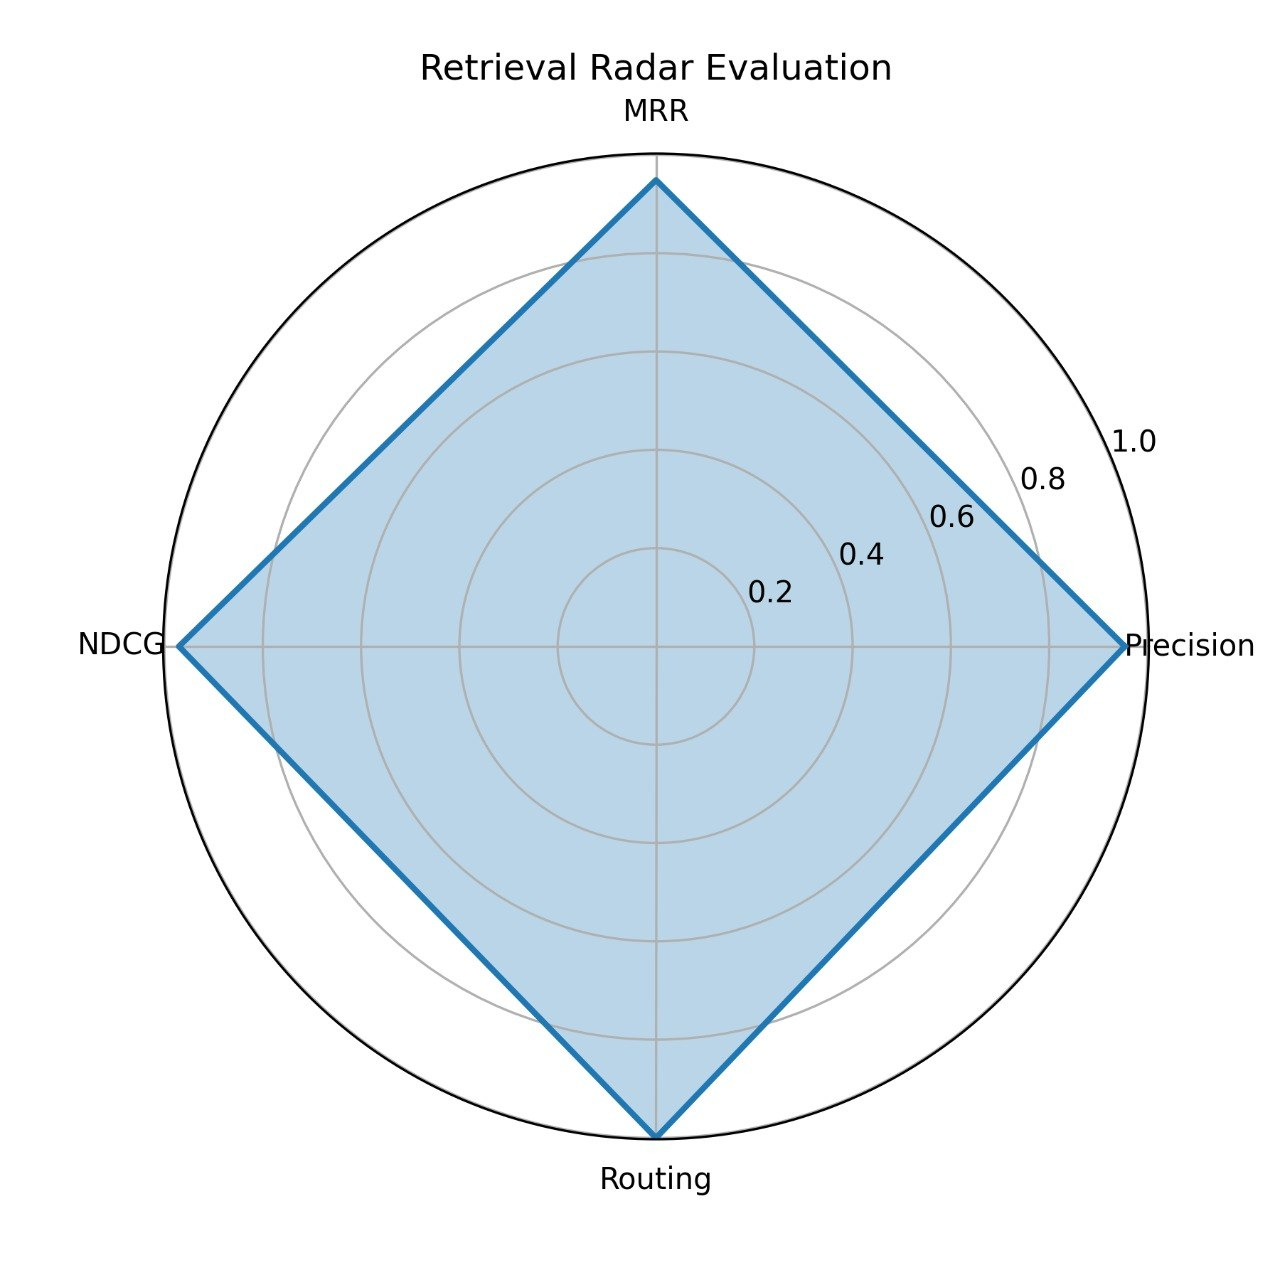 Retrieval Radar Evaluation
MRR
1.0
0.8
0.6
0.4
0.2
NDCG
Precision
Routing